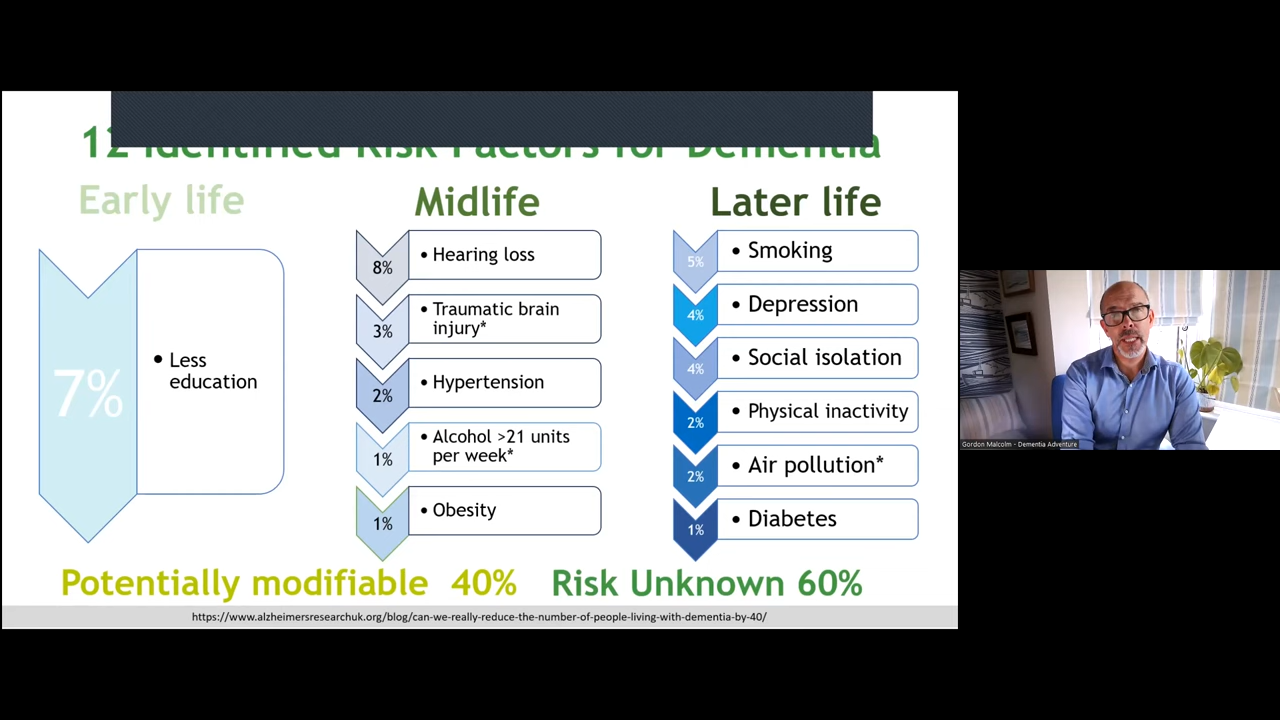 12 Identified Risk Factors for Dementia
Early life
7%
• Less
education
Midlife
8%
• Hearing loss
3%
• Traumatic brain
injury*
2%
• Hypertension
1%
• Alcohol >21 units
per week*
1%
• Obesity
Later life
5%
• Smoking
4%
• Depression
4%
• Social isolation
2%
• Physical inactivity
2%
• Air pollution*
1%
• Diabetes
Potentially modifiable 40%
Risk Unknown 60%
https://www.alzheimersresearchuk.org/blog/can-we-really-reduce-the-number-of-people-living-with-dementia-by-40/
Gordon Malcolm - Dementia Adventure